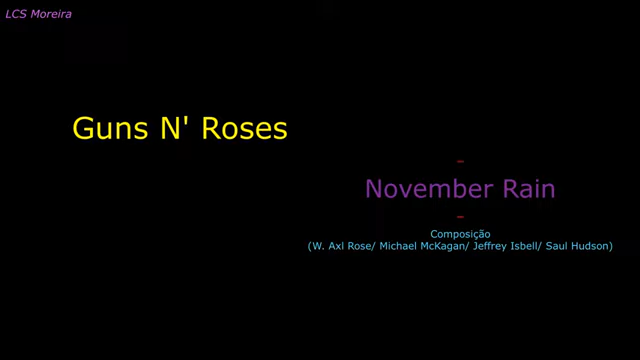 LCS Moreira
Guns N' Roses
–
November Rain
–
Composição
(W. Axl Rose/ Michael McKagan/ Jeffrey Isbell/ Saul Hudson)